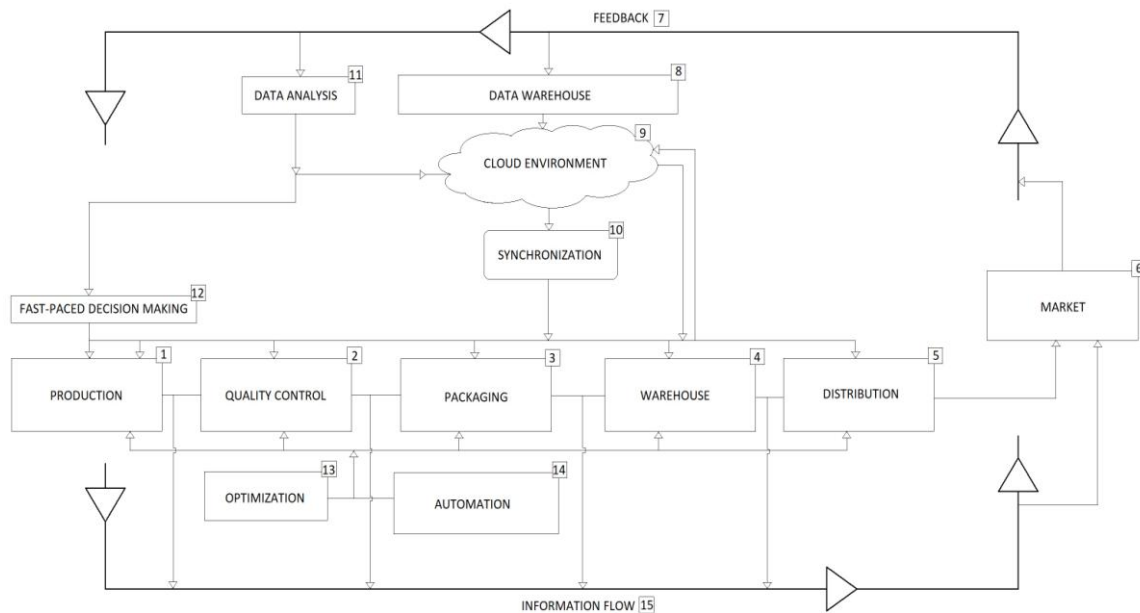 FEEDBACK 7
11
DATA ANALYSIS
8
DATA WAREHOUSE
9
CLOUD ENVIRONMENT
10
SYNCHRONIZATION
6
MARKET
12
FAST-PACED DECISION MAKING
1
PRODUCTION
2
QUALITY CONTROL
3
PACKAGING
4
WAREHOUSE
5
DISTRIBUTION
13
OPTIMIZATION
14
AUTOMATION
INFORMATION FLOW 15